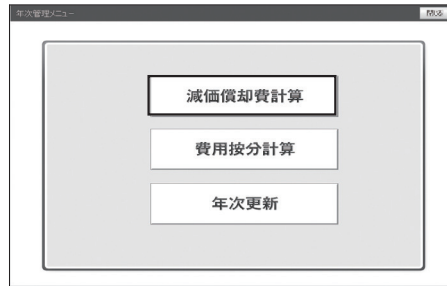 年次管理メニュー
閉じる
減価償却費計算
費用按分計算
年次更新